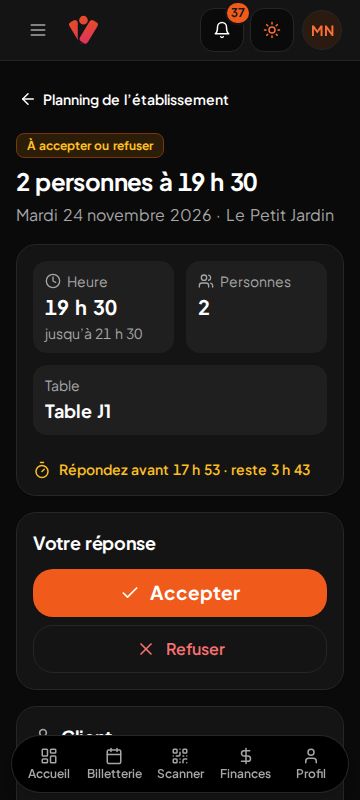 37
MN
Planning de l'établissement
À accepter ou refuser
2 personnes à 19 h 30
Mardi 24 novembre 2026 · Le Petit Jardin
Heure
19 h 30
jusqu'à 21 h 30
Personnes
2
Table
Table J1
Répondez avant 17 h 53 · reste 3 h 43
Votre réponse
Accepter
Refuser
Client
Accueil
Billetterie
Scanner
Finances
Profil